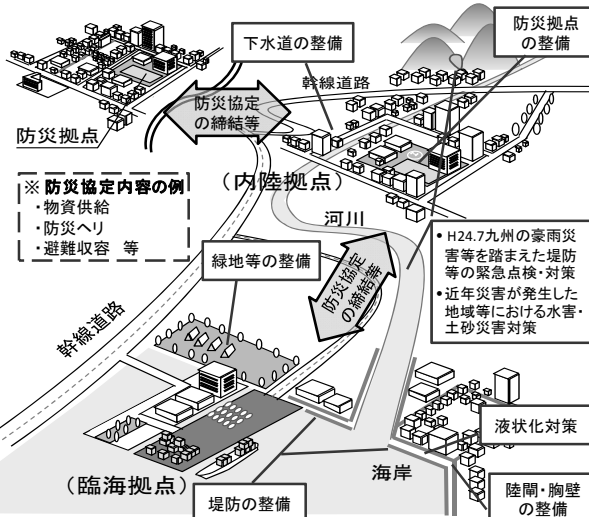 下水道の整備
防災拠点
の整備
幹線道路
防災協定
の締結等
防災拠点
(内陸拠点)
※ 防災協定内容の例
・物資供給
・防災ヘリ
・避難収容 等
河川
緑地等の整備
防災協定
の締結等
• H24.7九州の豪雨災
害等を踏まえた堤防
等の緊急点検・対策
• 近年災害が発生した
地域等における水害・
土砂災害対策
幹線道路
液状化対策
(臨海拠点)
海岸
堤防の整備
陸閘・胸壁
の整備